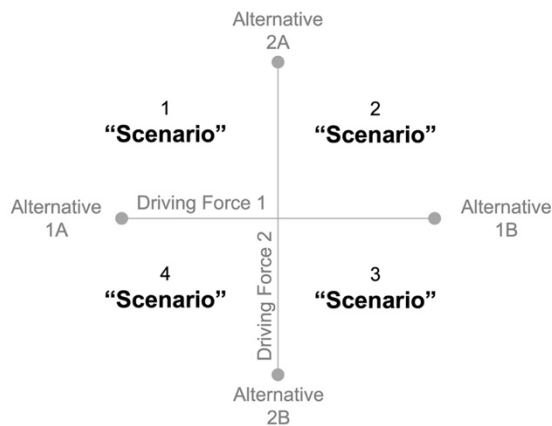 Alternative
2A
1
“Scenario”
2
“Scenario”
Alternative
1A
Driving Force 1
Alternative
1B
Driving Force 2
4
“Scenario”
3
“Scenario”
Alternative
2B